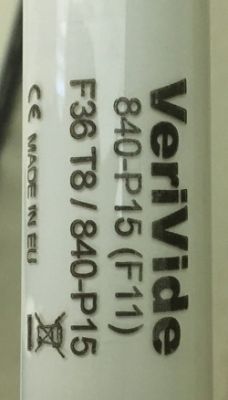 VeriVide
840-P15 (F11)
F36 T8 / 840-P15
CE MADE IN EU